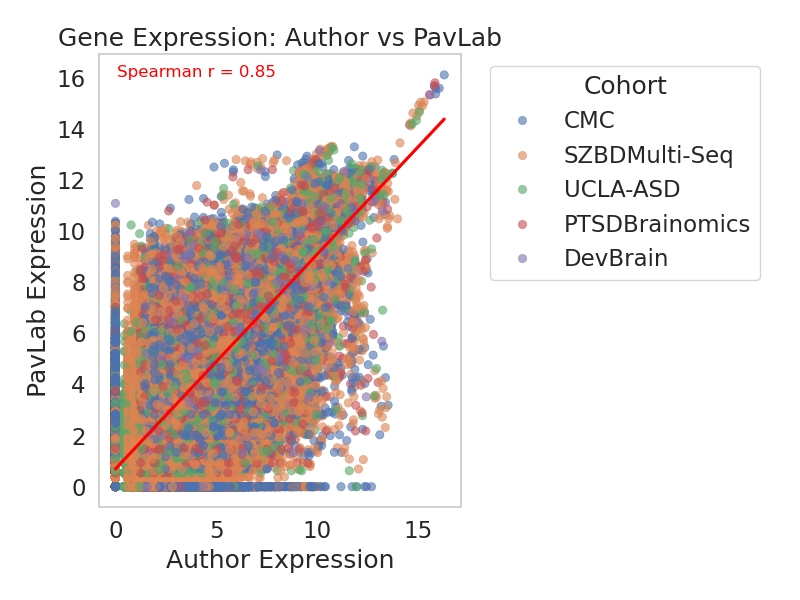 Gene Expression: Author vs PavLab
Spearman r = 0.85
16
14
12
10
8
6
4
2
0
PavLab Expression
0 5 10 15
Author Expression
Cohort
CMC
SZBDMulti-Seq
UCLA-ASD
PTSDBrainomics
DevBrain